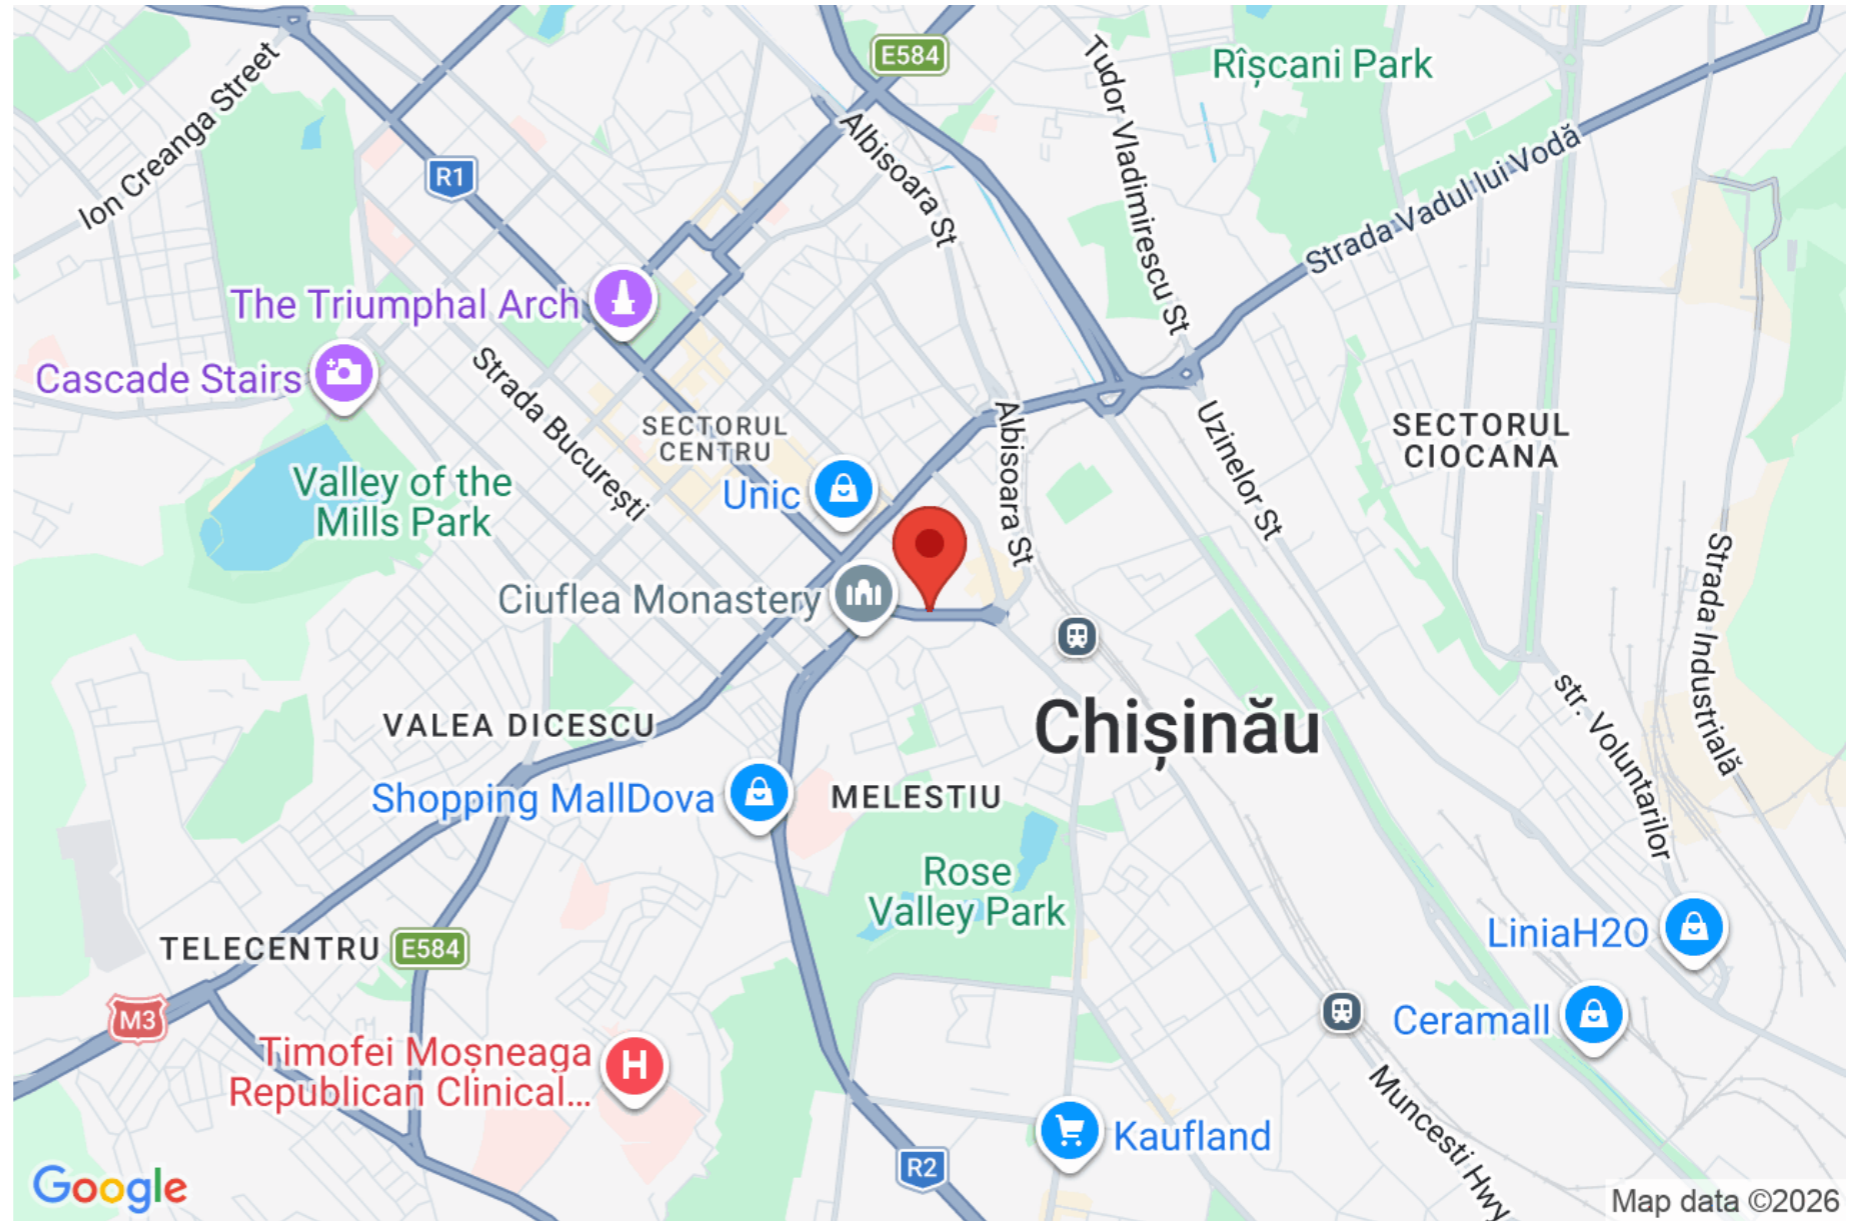 E584
Rîșcani Park
Ion Creanga Street
Tudor Vladimirescu St
Albisoara St
Strada Vadul lui Vodă
R1
The Triumphal Arch
Cascade Stairs
Strada București
SECTORUL
CENTRU
Albisoara St
Uzinelor St
SECTORUL
CIOCANA
Valley of the
Mills Park
Unic
Ciuflea Monastery
Strada Industrială
Chișinău
str. Voluntarilor
VALEA DICESCU
Shopping MallDova
MELESTIU
Rose
Valley Park
TELECENTRU
E584
LiniaH2O
M3
Ceramall
Timofei Moșneaga
Republican Clinical...
H
Muncesti Hwy
Kaufland
R2
Google
Map data ©2026